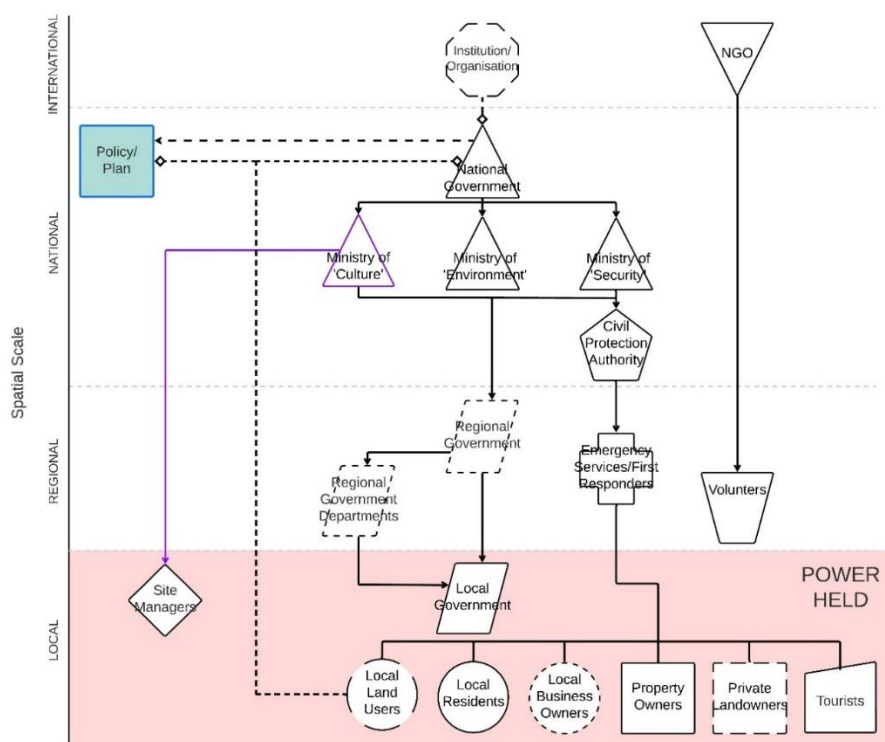 INTERNATIONAL
Institution/
Organisation
NGO
Policy/
Plan
National
Government
NATIONAL
Ministry of
'Culture'
Ministry of
'Environment'
Ministry of
'Security'
Civil
Protection
Authority
Spatial Scale
REGIONAL
Regional
Government
Emergency
Services/First
Responders
Regional
Government
Departments
Volunters
POWER
HELD
Site
Managers
Local
Government
LOCAL
Local
Land
Users
Local
Residents
Local
Business
Owners
Property
Owners
Private
Landowners
Tourists